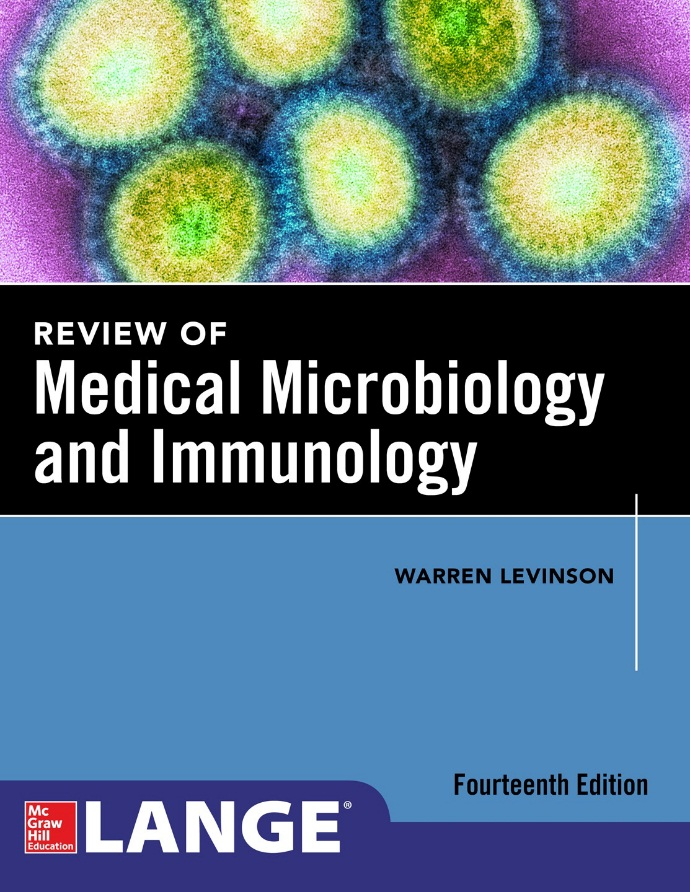 REVIEW OF
Medical Microbiology
and Immunology
WARREN LEVINSON
Fourteenth Edition
Mc
Graw
Hill
Education
LANGE®